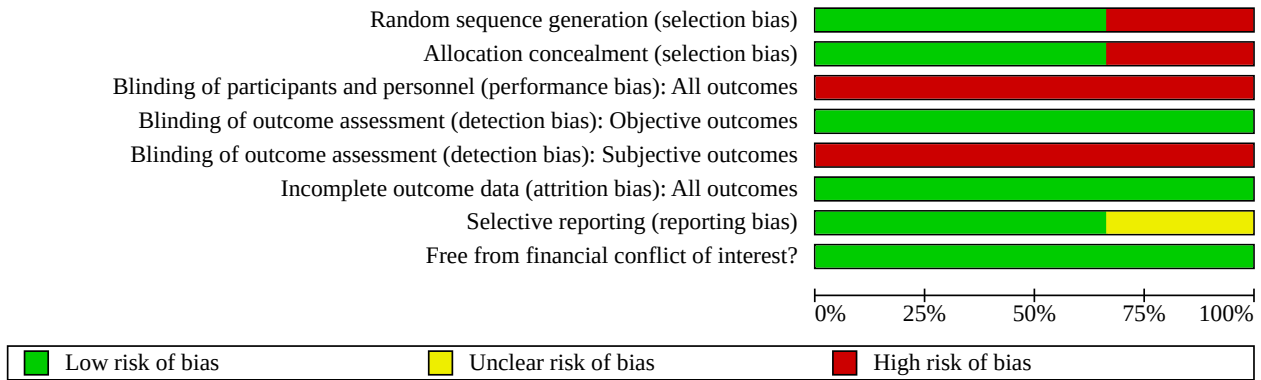 Random sequence generation (selection bias)
Allocation concealment (selection bias)
Blinding of participants and personnel (performance bias): All outcomes
Blinding of outcome assessment (detection bias): Objective outcomes
Blinding of outcome assessment (detection bias): Subjective outcomes
Incomplete outcome data (attrition bias): All outcomes
Selective reporting (reporting bias)
Free from financial conflict of interest?
0% 25% 50% 75% 100%
Low risk of bias Unclear risk of bias High risk of bias